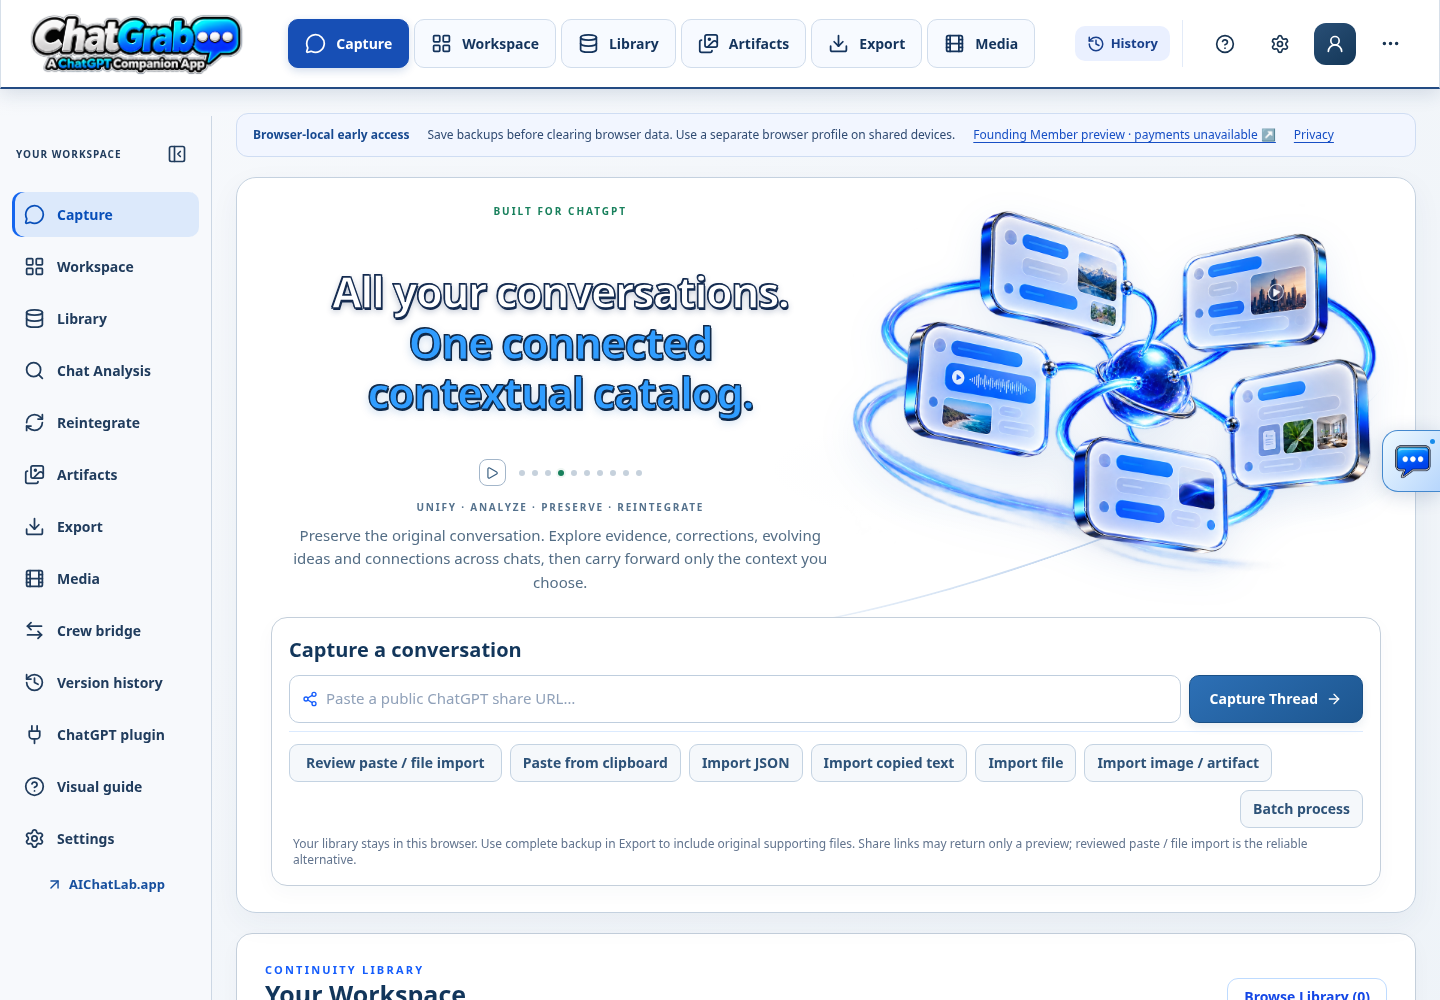 ChatGrab
A ChatGPT Companion App
Capture
Workspace
Library
Artifacts
Export
Media
History
YOUR WORKSPACE
Capture
Workspace
Library
Chat Analysis
Reintegrate
Artifacts
Export
Media
Crew bridge
Version history
ChatGPT plugin
Visual guide
Settings
AIChatLab.app
Browser-local early access Save backups before clearing browser data. Use a separate browser profile on shared devices. Founding Member preview · payments unavailable ↗ Privacy
BUILT FOR CHATGPT
All your conversations.
One connected
contextual catalog.
UNIFY · ANALYZE · PRESERVE · REINTEGRATE
Preserve the original conversation. Explore evidence, corrections, evolving
ideas and connections across chats, then carry forward only the context you
choose.
Capture a conversation
Paste a public ChatGPT share URL...
Capture Thread
Review paste / file import
Paste from clipboard
Import JSON
Import copied text
Import file
Import image / artifact
Batch process
Your library stays in this browser. Use complete backup in Export to include original supporting files. Share links may return only a preview; reviewed paste / file import is the reliable
alternative.
CONTINUITY LIBRARY
Your Workspace
Browse Library (0)